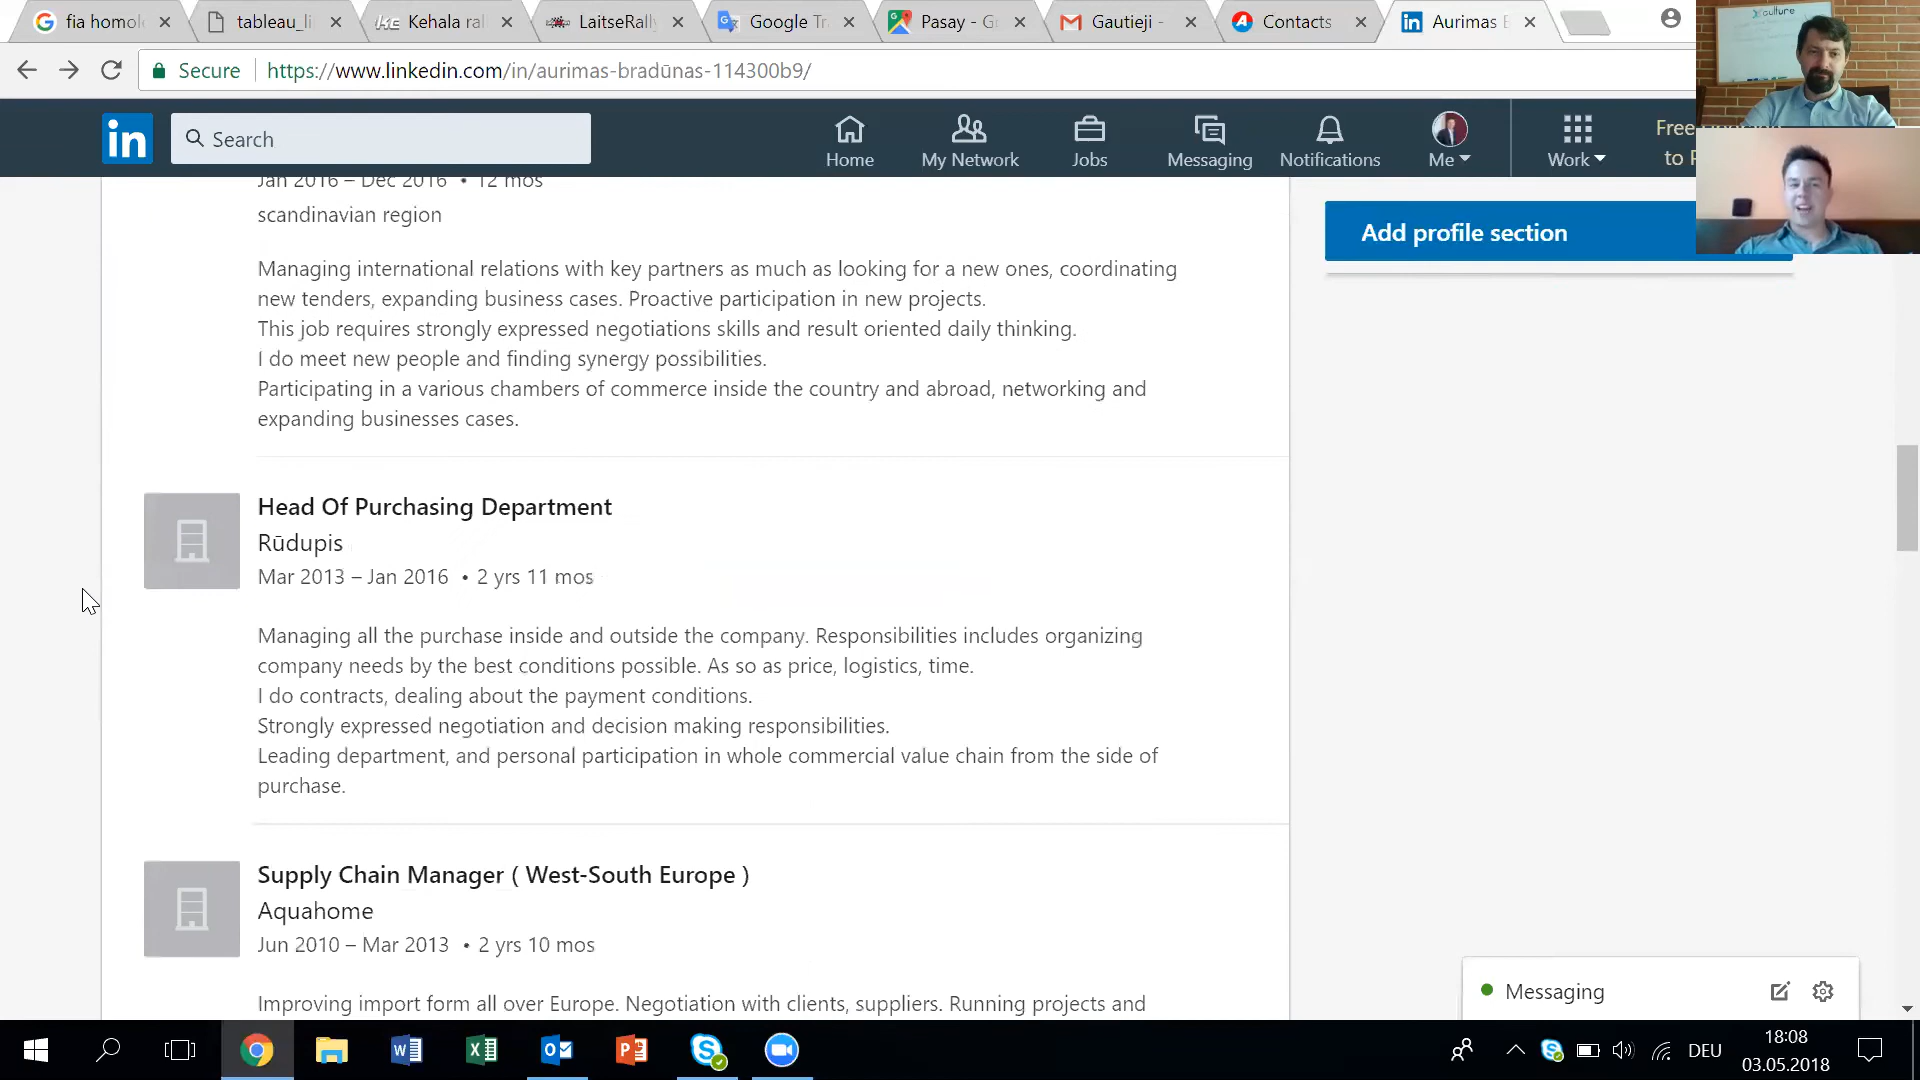 fia homol
tableau_li
Kehala ral
LaitseRally
Google Tr
Pasay - G
Gautieji -
Contacts
Aurimas B
Secure
https://www.linkedin.com/in/aurimas-bradūnas-114300b9/
culture
in
Search
Home
My Network
Jobs
Messaging
Notifications
Me
Work
Free
to
Jan 2016 – Dec 2016 • 12 mos
scandinavian region
Add profile section
Managing international relations with key partners as much as looking for a new ones, coordinating
new tenders, expanding business cases. Proactive participation in new projects.
This job requires strongly expressed negotiations skills and result oriented daily thinking.
I do meet new people and finding synergy possibilities.
Participating in a various chambers of commerce inside the country and abroad, networking and
expanding businesses cases.
Head Of Purchasing Department
Rūdupis
Mar 2013 – Jan 2016 • 2 yrs 11 mos
Managing all the purchase inside and outside the company. Responsibilities includes organizing
company needs by the best conditions possible. As so as price, logistics, time.
I do contracts, dealing about the payment conditions.
Strongly expressed negotiation and decision making responsibilities.
Leading department, and personal participation in whole commercial value chain from the side of
purchase.
Supply Chain Manager ( West-South Europe )
Aquahome
Jun 2010 – Mar 2013 • 2 yrs 10 mos
Improving import form all over Europe. Negotiation with clients, suppliers. Running projects and
Messaging
DEU
18:08
03.05.2018